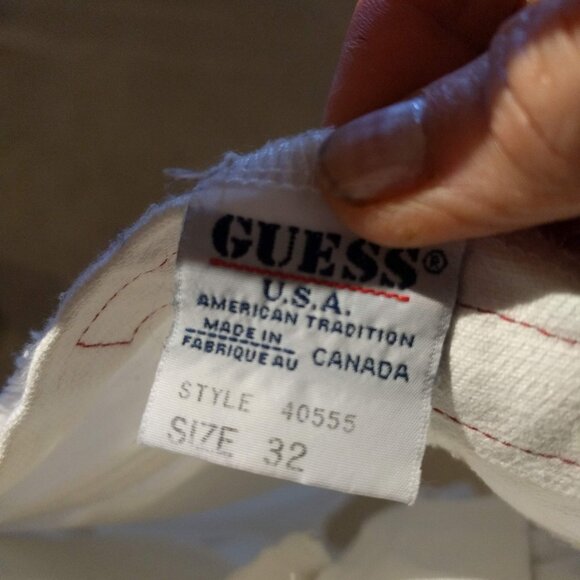 GUESS®
U.S.A.
AMERICAN TRADITION
MADE IN
FABRIQUE AU CANADA
STYLE 40555
SIZE 32